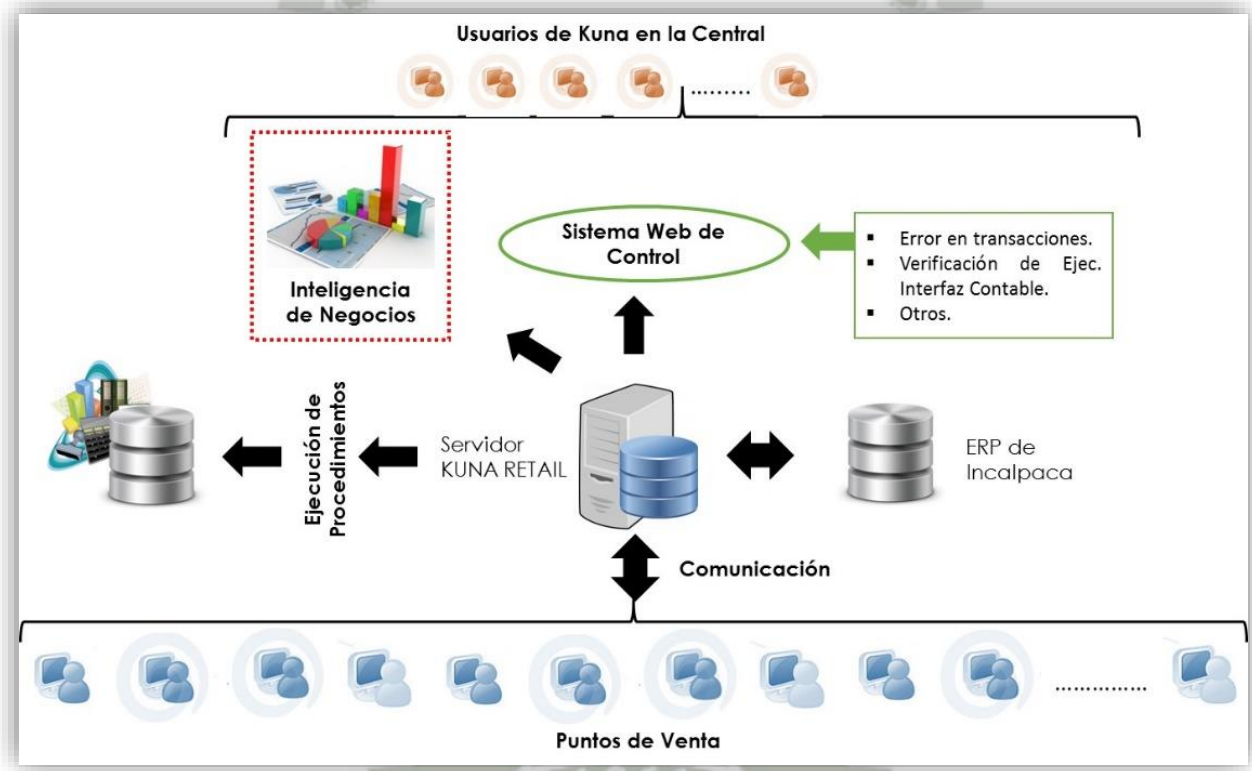 Usuarios de Kuna en la Central
.........
Inteligencia
de Negocios
Sistema Web de
Control
▪ Error en transacciones.
▪ Verificación de Ejec.
Interfaz Contable.
▪ Otros.
Ejecución de
Procedimientos
Servidor
KUNA RETAIL
ERP de
Incalpaca
Comunicación
...............
Puntos de Venta